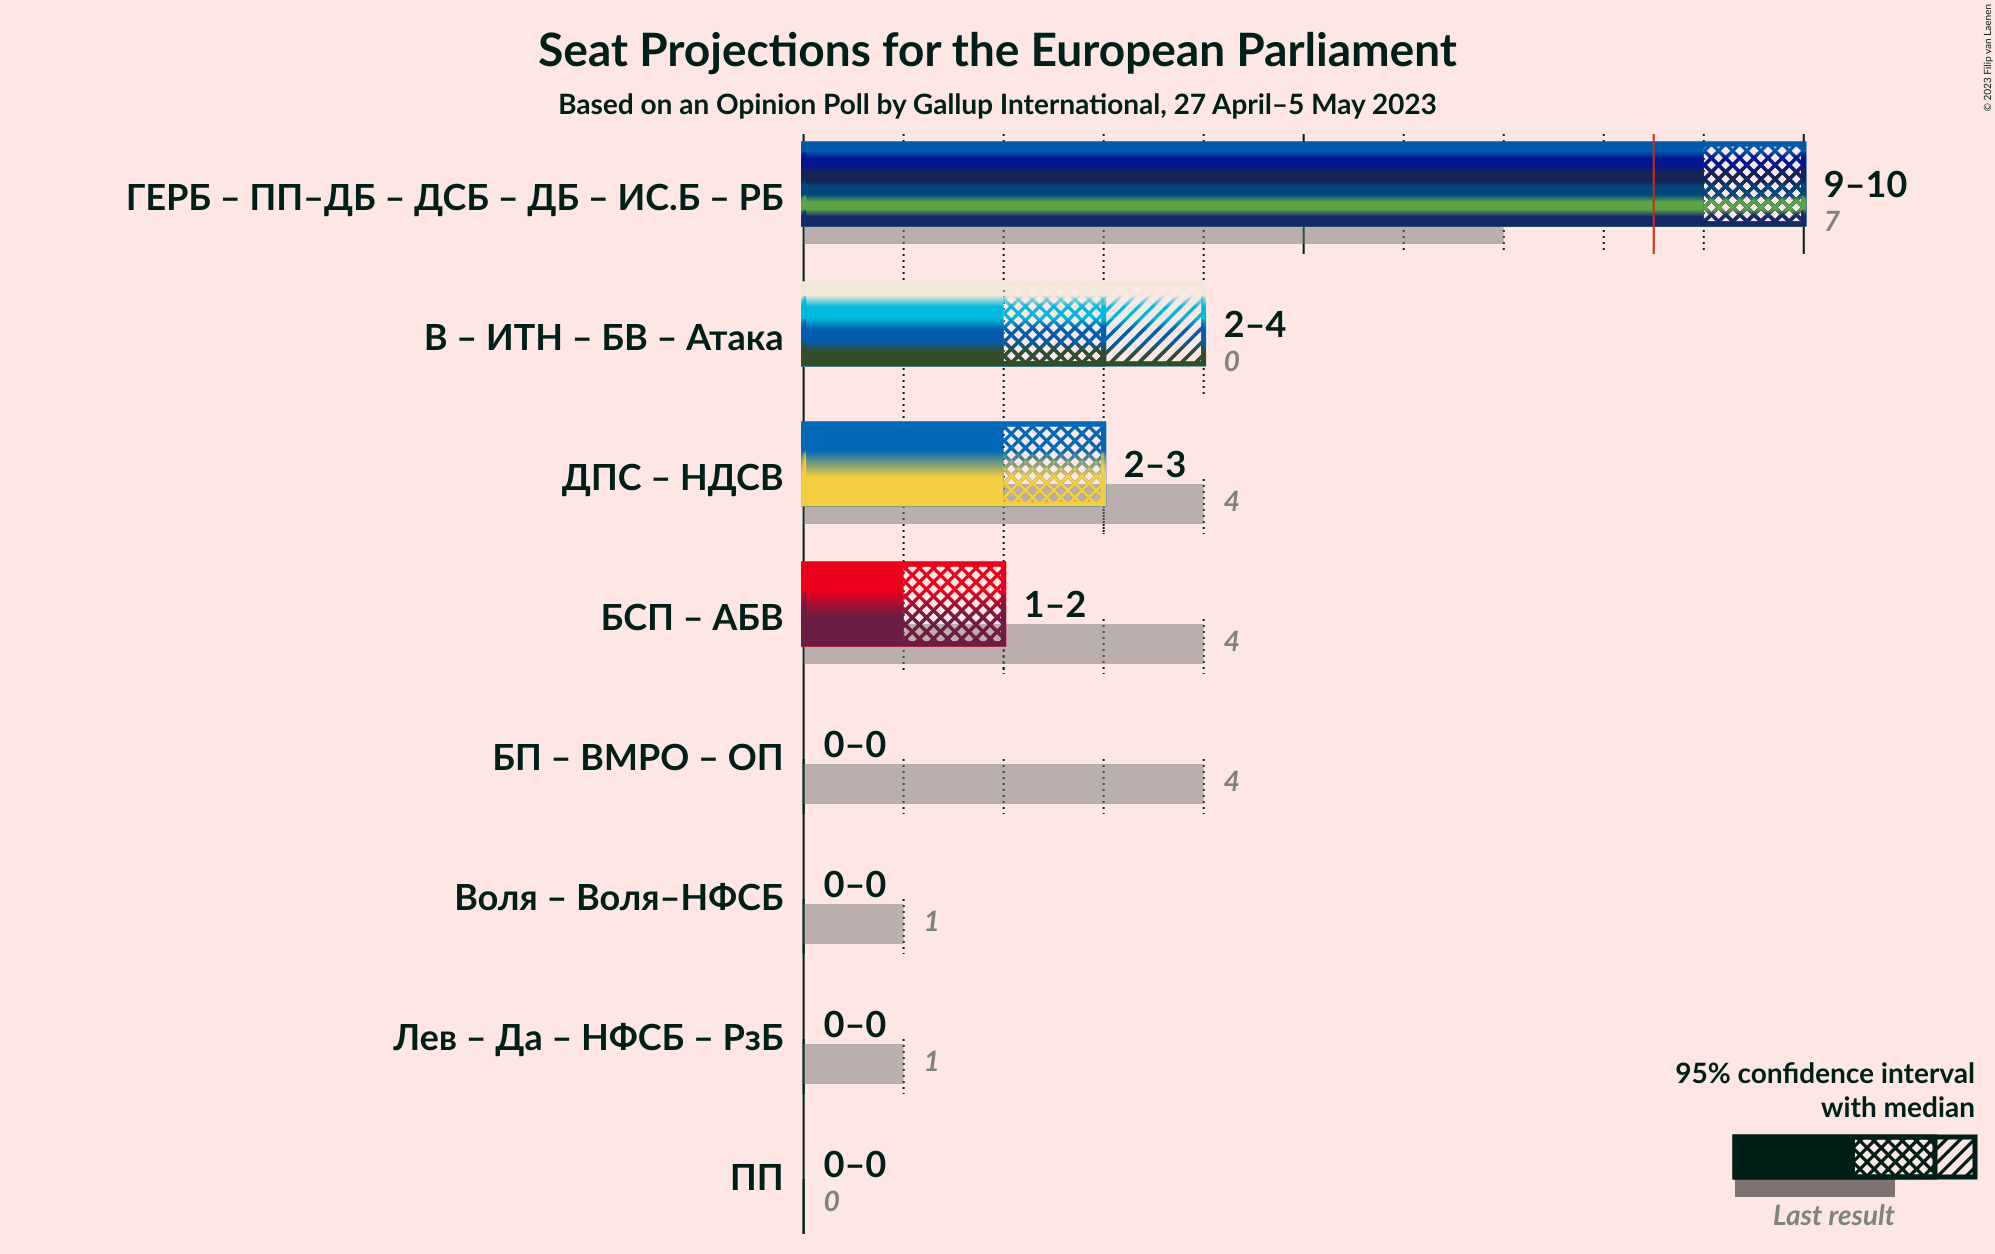 Seat Projections for the European Parliament
Based on an Opinion Poll by Gallup International, 27 April–5 May 2023
© 2023 Filip van Laenen
ГЕРБ – ПП–ДБ – ДСБ – ДБ – ИС.Б – РБ
9–10
7
В – ИТН – БВ – Атака
2–4
0
ДПС – НДСВ
2–3
4
БСП – АБВ
1–2
4
БП – ВМРО – ОП
0–0
4
Воля – Воля–НФСБ
0–0
1
Лев – Да – НФСБ – РзБ
0–0
1
ПП
0–0
0
95% confidence interval
with median
Last result